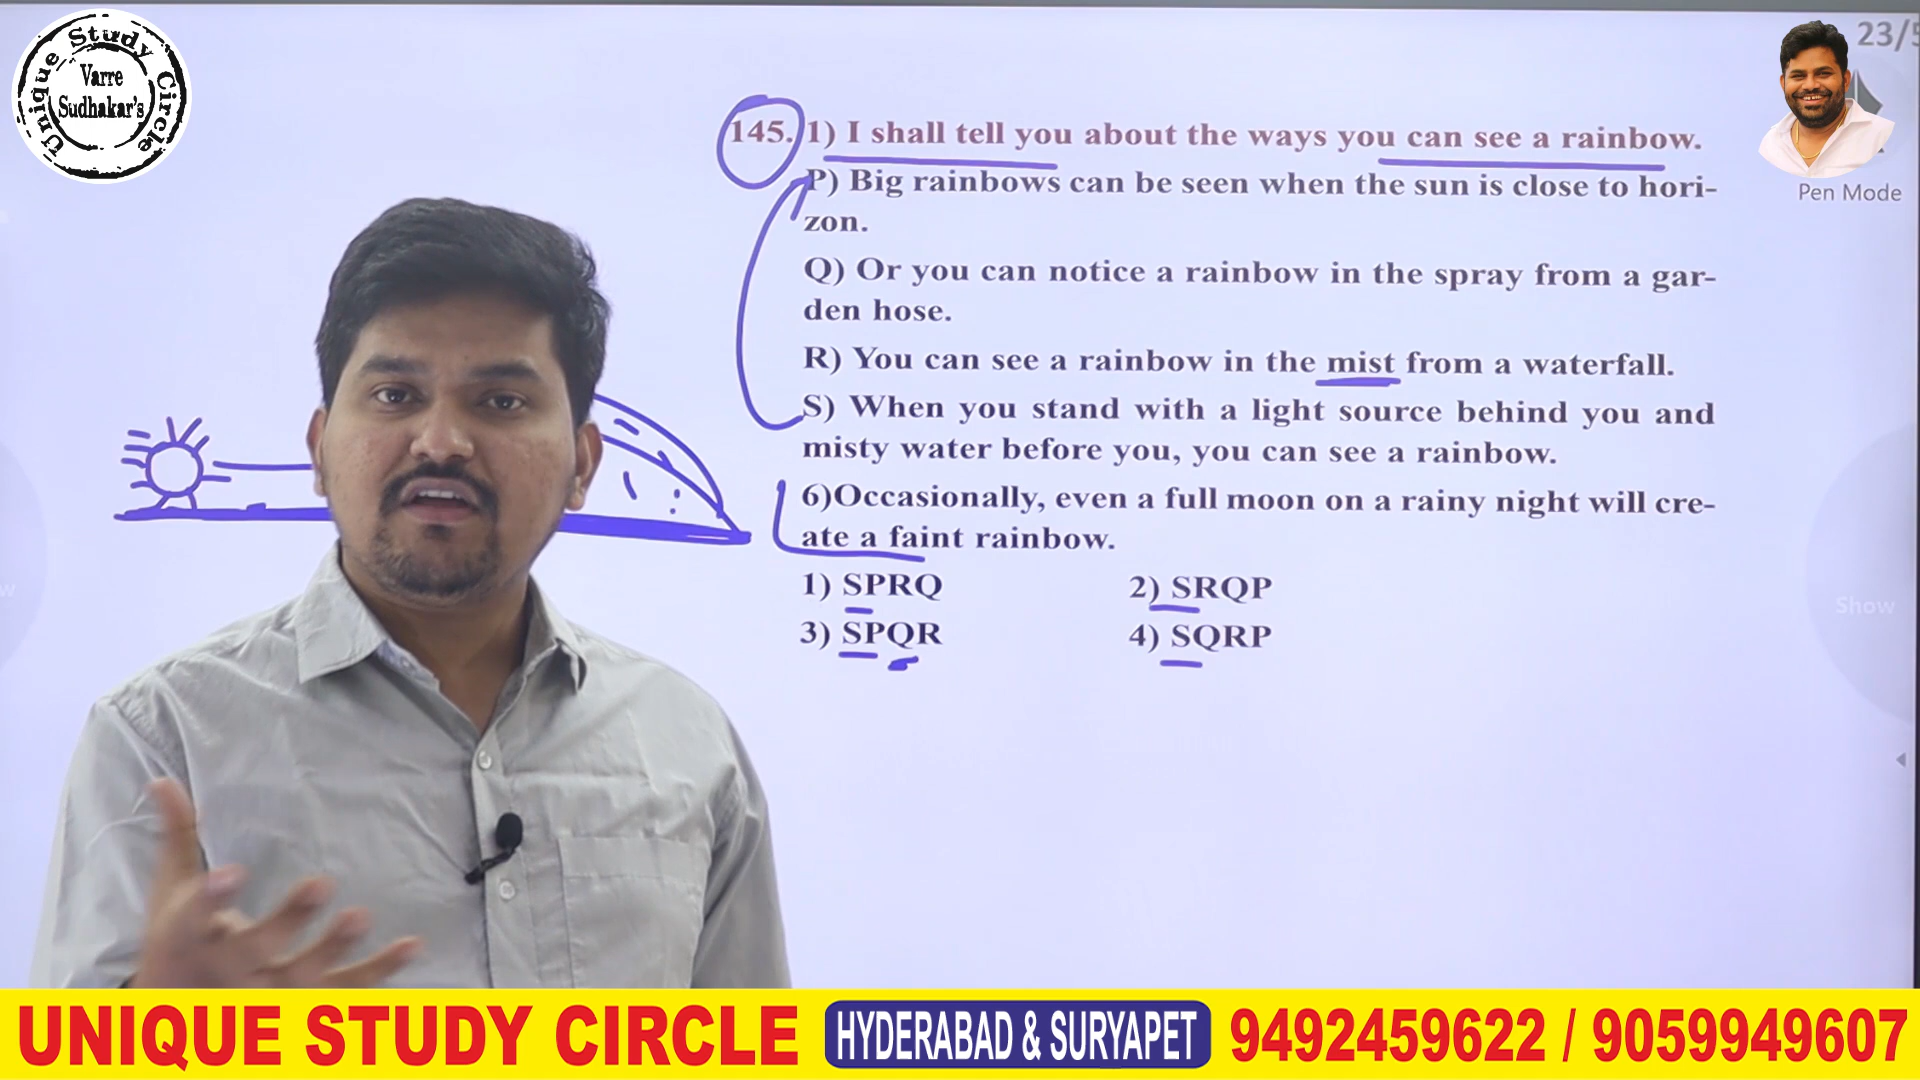 Unique Study Circle
Varre
Sudhakar's
23/5
Pen Mode
145. 1) I shall tell you about the ways you can see a rainbow.
P) Big rainbows can be seen when the sun is close to hori-
zon.
Q) Or you can notice a rainbow in the spray from a gar-
den hose.
R) You can see a rainbow in the mist from a waterfall.
S) When you stand with a light source behind you and
misty water before you, you can see a rainbow.
6)Occasionally, even a full moon on a rainy night will cre-
ate a faint rainbow.
1) SPRQ 2) SRQP
3) SPQR 4) SQRP
Show
UNIQUE STUDY CIRCLE HYDERABAD & SURYAPET 9492459622 / 9059949607